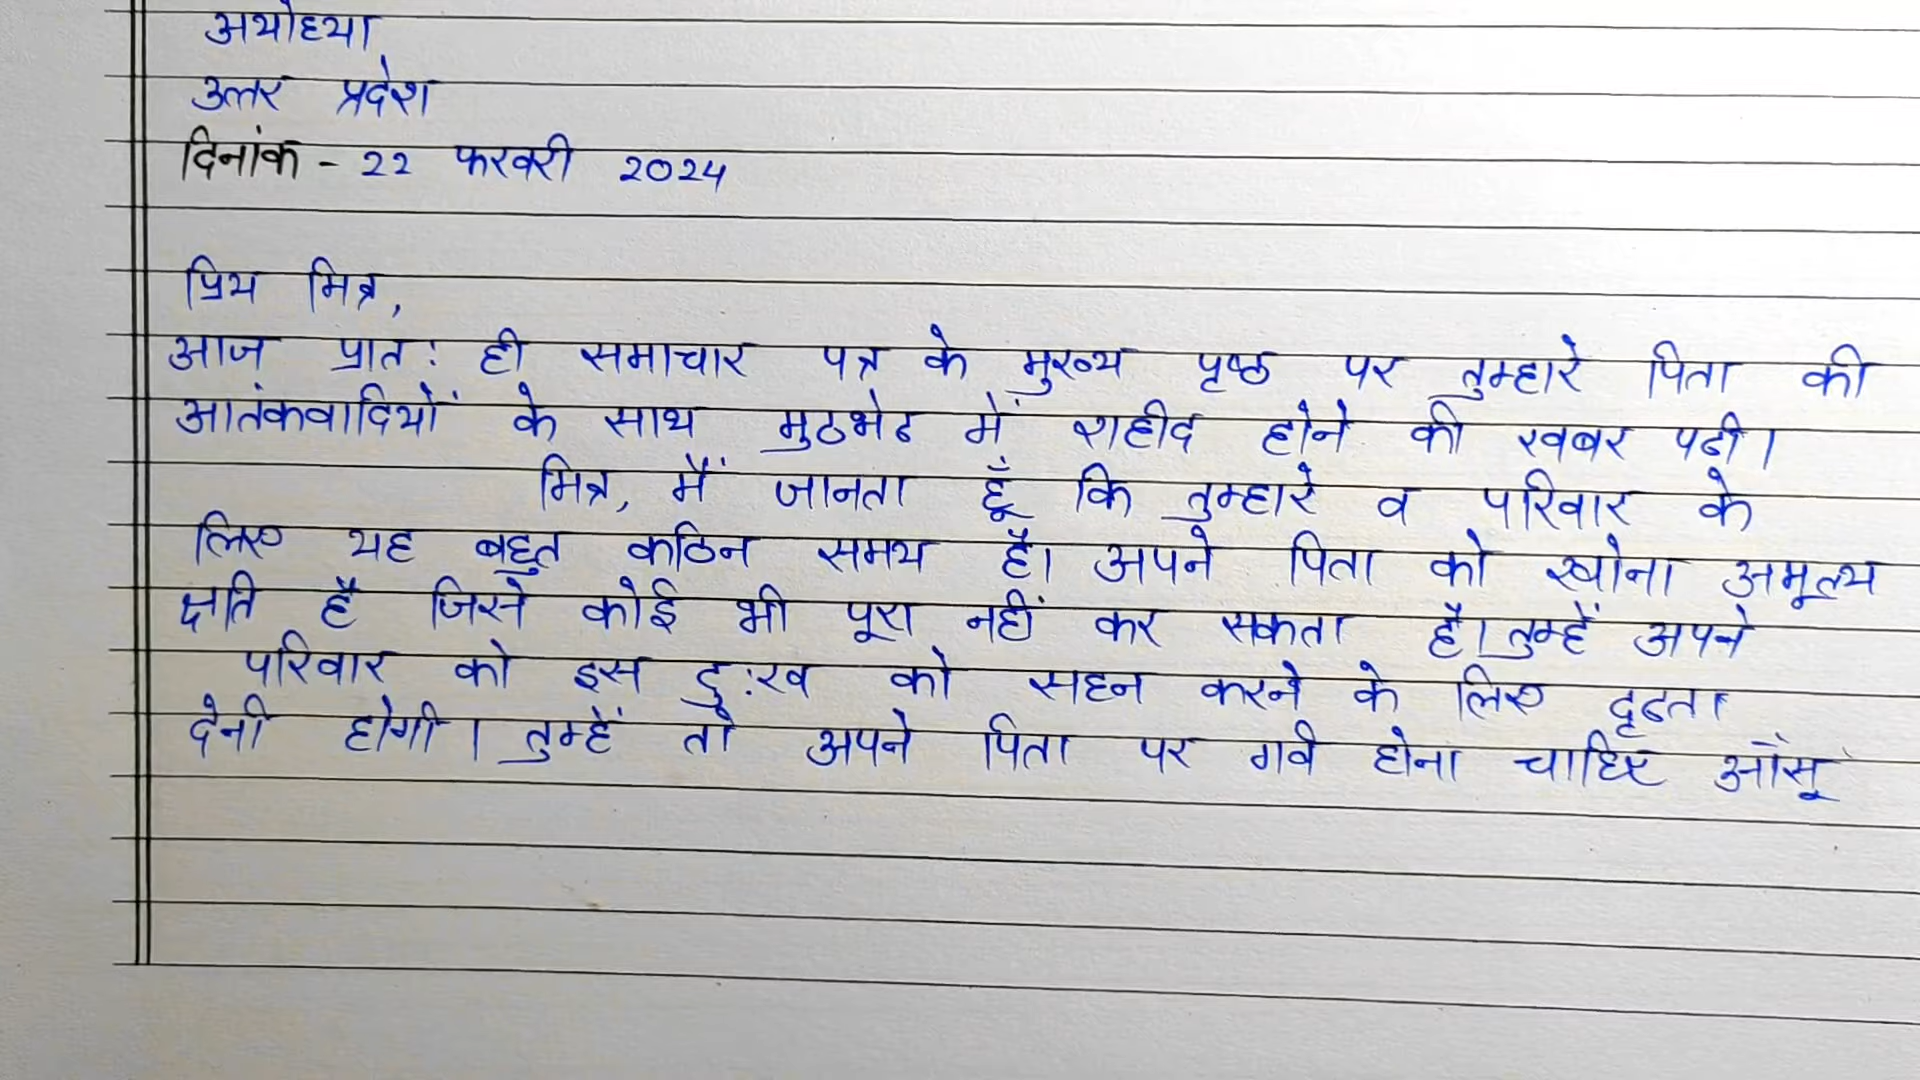 अयोध्या
उत्तर प्रदेश
दिनांक - 22 फरवरी 2024
प्रिय मित्र,
आज प्रात: ही समाचार पत्र के मुख्य पृष्ठ पर तुम्हारे पिता की
आतंकवादियों के साथ मुठभेढ में शहीद होने की खबर पढी।
मित्र, मैं जानता हूँ कि तुम्हारे व परिवार के
लिए यह बहुत कठिन समय है। अपने पिता को खोना अमूल्य
क्षति है जिसे कोई भी पूरा नहीं कर सकता है। तुम्हें अपने
परिवार को इस दु:ख को सहन करने के लिए दृढता
देनी होगी। तुम्हें तो अपने पिता पर गर्व होना चाहिए आँसू